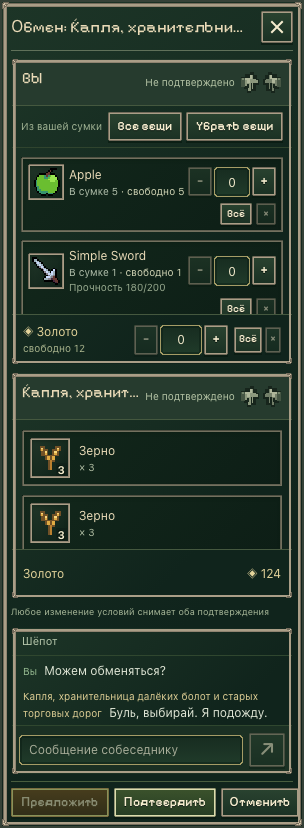 Обмен: Капля, хранительни...
Вы
Не подтверждено
Из вашей сумки
Все вещи
Убрать вещи
Apple
В сумке 5 · свободно 5
- 0 +
Всё ×
Simple Sword
В сумке 1 · свободно 1
Прочность 180/200
- 0 +
Всё ×
Золото
свободно 12
- 0 +
Всё ×
Капля, хранит...
Не подтверждено
Зерно
x 3
3
Зерно
x 3
3
Золото
124
Любое изменение условий снимает оба подтверждения
Шёпот
Вы Можем обменяться?
Капля, хранительница далёких болот и старых
торговых дорог Буль, выбирай. Я подожду.
Сообщение собеседнику
Предложить
Подтвердить
Отменить